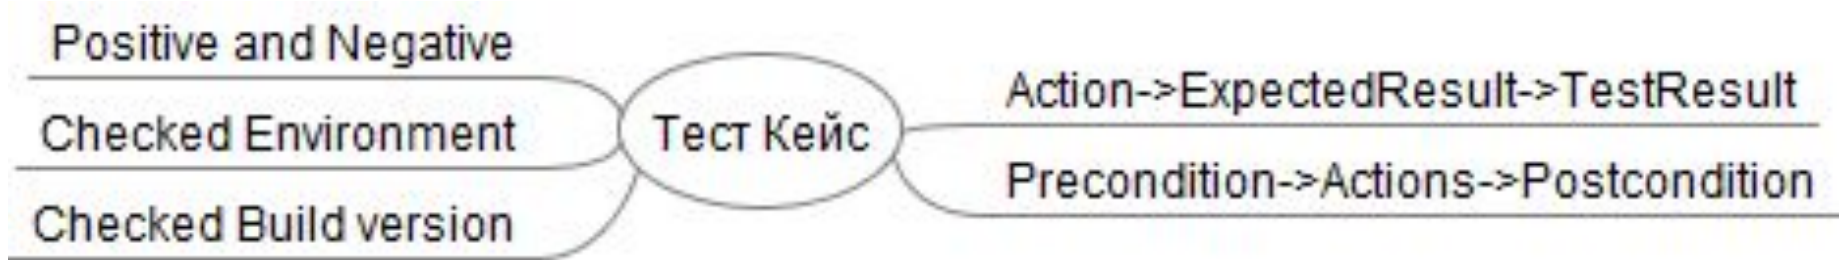 Positive and Negative
Checked Environment
Checked Build version
Тест Кейс
Action->ExpectedResult->TestResult
Precondition->Actions->Postcondition